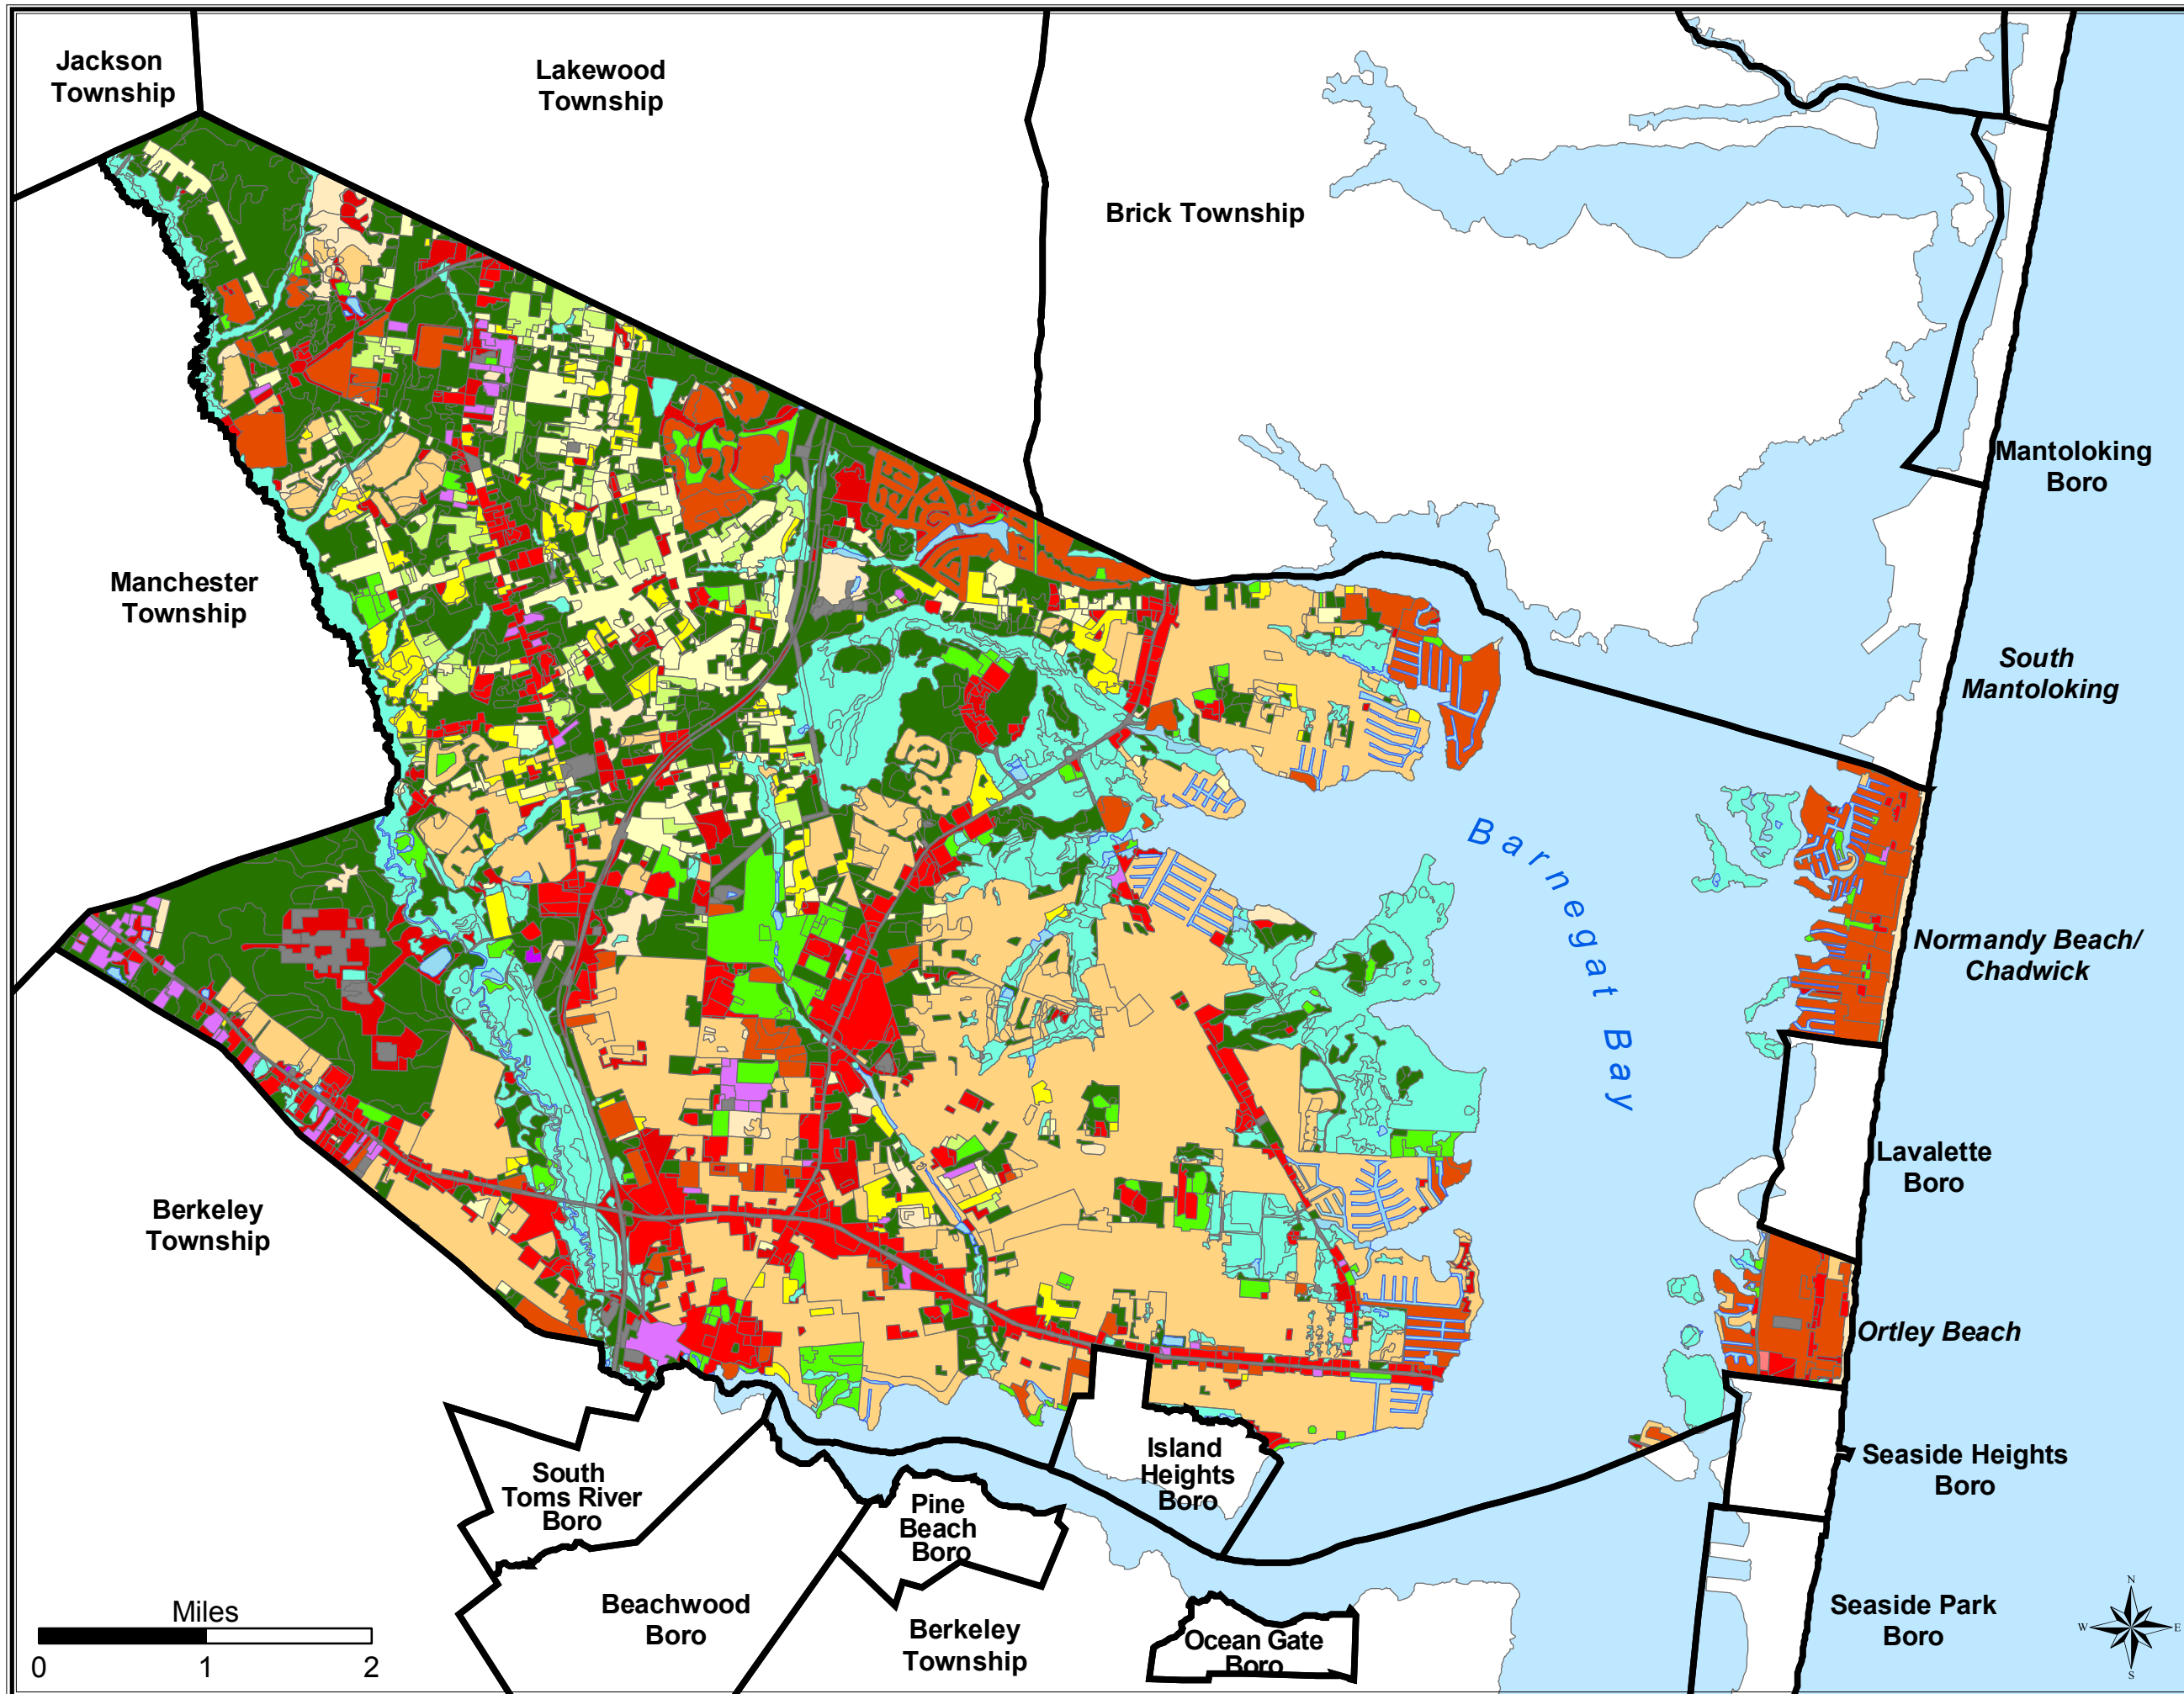 Jackson
Township
Lakewood
Township
Brick Township
Mantoloking
Boro
Manchester
Township
South
Mantoloking
Barnegat Bay
Normandy Beach/
Chadwick
Lavalette
Boro
Berkeley
Township
Ortley Beach
Island
Heights
Boro
Seaside Heights
Boro
South
Toms River
Boro
Pine
Beach
Boro
Beachwood
Boro
Berkeley
Township
Ocean Gate
Boro
Seaside Park
Boro
Miles
0 1 2
N
W E
S